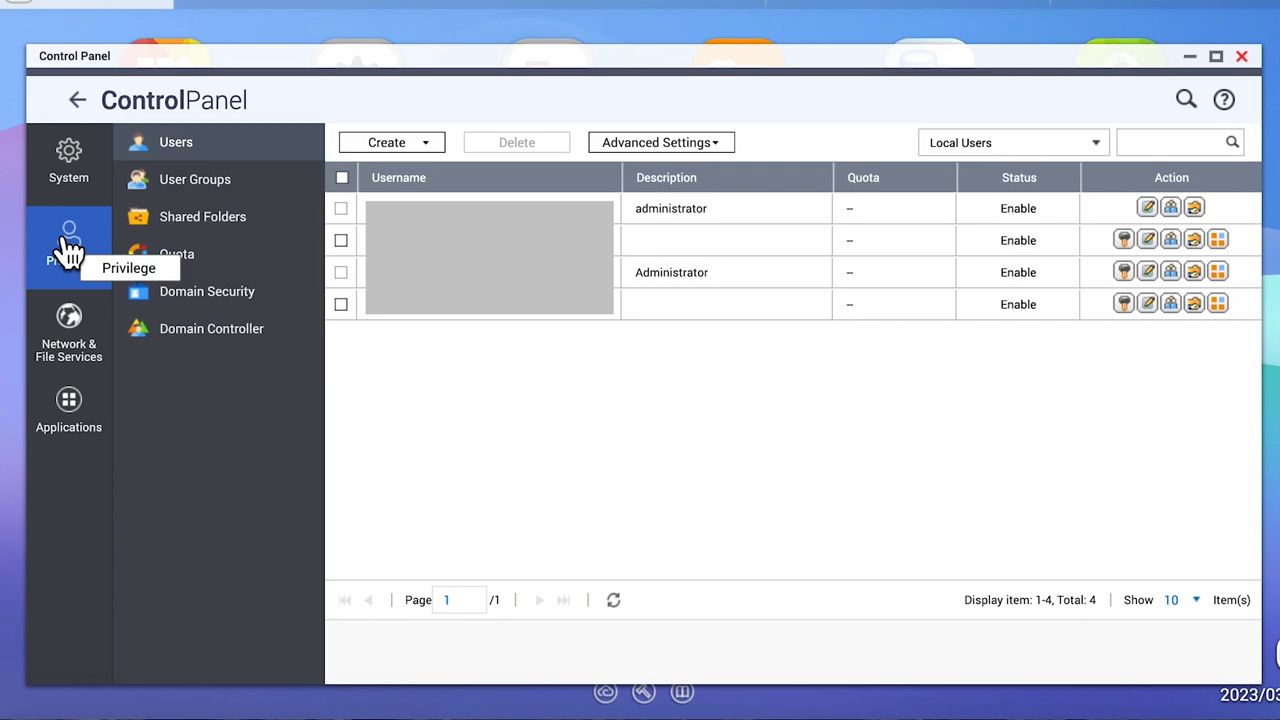 Control Panel
ControlPanel
System
Privilege
Network &
File Services
Applications
Users
User Groups
Shared Folders
Quota
Domain Security
Domain Controller
Create
Delete
Advanced Settings
Local Users
Username Description Quota Status Action
administrator -- Enable
-- Enable
Administrator -- Enable
-- Enable
Page 1 /1
Display item: 1-4, Total: 4
Show 10 Item(s)
2023/03